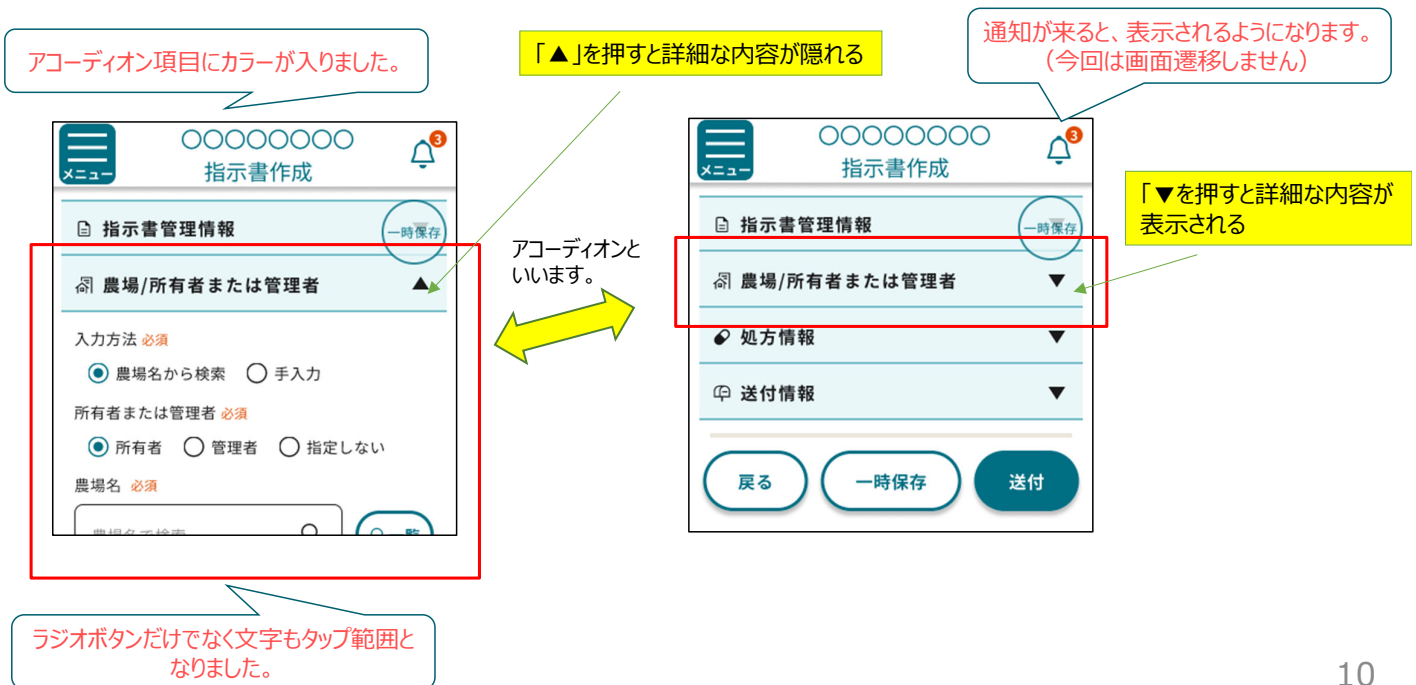 アコーディオン項目にカラーが入りました。
「▲」を押すと詳細な内容が隠れる
通知が来ると、表示されるようになります。
（今回は画面遷移しません）
メニュー
○○○○○○○○
指示書作成
3
指示書管理情報
一時保存
農場/所有者または管理者 ▲
入力方法 必須
農場名から検索 手入力
所有者または管理者 必須
所有者 管理者 指定しない
農場名 必須
農場名で検索
一覧
ラジオボタンだけでなく文字もタップ範囲と
なりました。
アコーディオンと
いいます。
メニュー
○○○○○○○○
指示書作成
3
指示書管理情報
一時保存
農場/所有者または管理者 ▼
処方情報 ▼
送付情報 ▼
戻る 一時保存 送付
「▼を押すと詳細な内容が
表示される
10